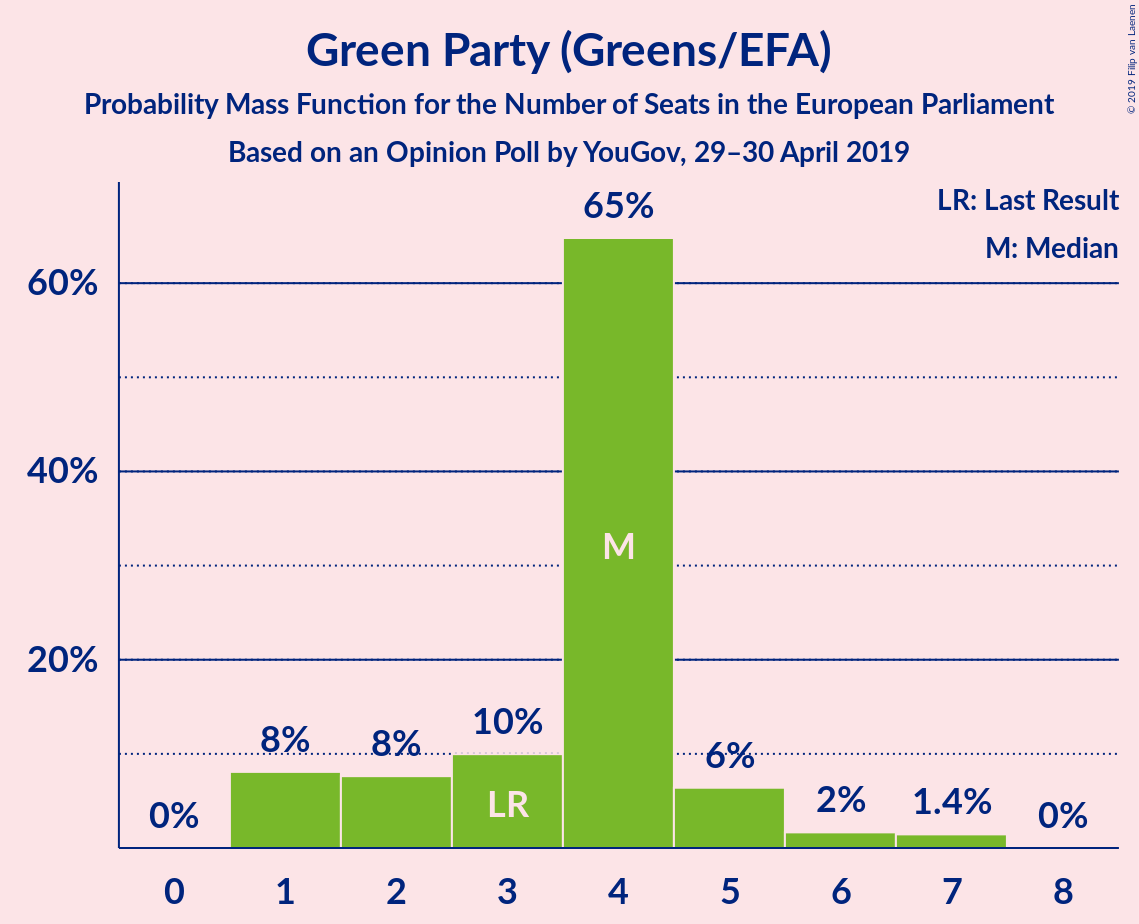 Green Party (Greens/EFA)
Probability Mass Function for the Number of Seats in the European Parliament
Based on an Opinion Poll by YouGov, 29–30 April 2019
© 2019 Filip van Laenen
LR: Last Result
M: Median
65%
60%
40%
M
20%
10%
8%
8%
6%
2%
1.4%
LR
0%
0%
0 1 2 3 4 5 6 7 8